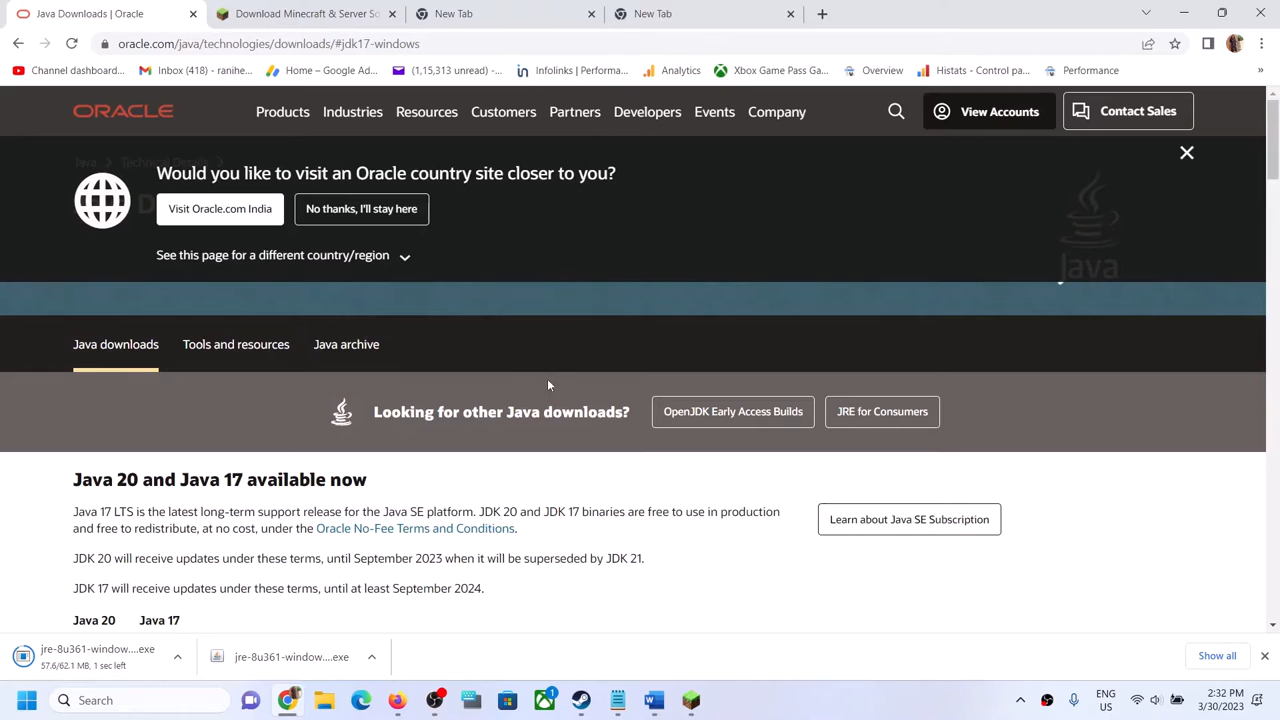 Java Downloads | Oracle
Download Minecraft & Server So
New Tab
New Tab
oracle.com/java/technologies/downloads/#jdk17-windows
Channel dashboard...
Inbox (418) - ranihe...
Home – Google Ad...
(1,15,313 unread) -...
Infolinks | Performa...
Analytics
Xbox Game Pass Ga...
Overview
Histats - Control pa...
Performance
»
ORACLE
Products
Industries
Resources
Customers
Partners
Developers
Events
Company
View Accounts
Contact Sales
Java
Technical Details
Would you like to visit an Oracle country site closer to you?
Visit Oracle.com India
No thanks, I'll stay here
See this page for a different country/region
Java
Java downloads
Tools and resources
Java archive
Looking for other Java downloads?
OpenJDK Early Access Builds
JRE for Consumers
Java 20 and Java 17 available now
Java 17 LTS is the latest long-term support release for the Java SE platform. JDK 20 and JDK 17 binaries are free to use in production
and free to redistribute, at no cost, under the Oracle No-Fee Terms and Conditions.
Learn about Java SE Subscription
JDK 20 will receive updates under these terms, until September 2023 when it will be superseded by JDK 21.
JDK 17 will receive updates under these terms, until at least September 2024.
Java 20
Java 17
jre-8u361-window....exe
57.6/62.1 MB, 1 sec left
jre-8u361-window....exe
Show all
Search
1
ENG
US
2:32 PM
3/30/2023